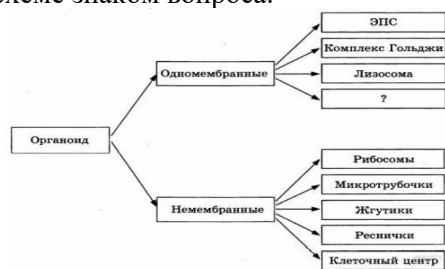 схеме знаком вопроса.
ЭПС
Комплекс Гольджи
Одномембранные
Лизосома
?
Органоид
Рибосомы
Микротрубочки
Немембранные
Жгутики
Реснички
Клеточный центр